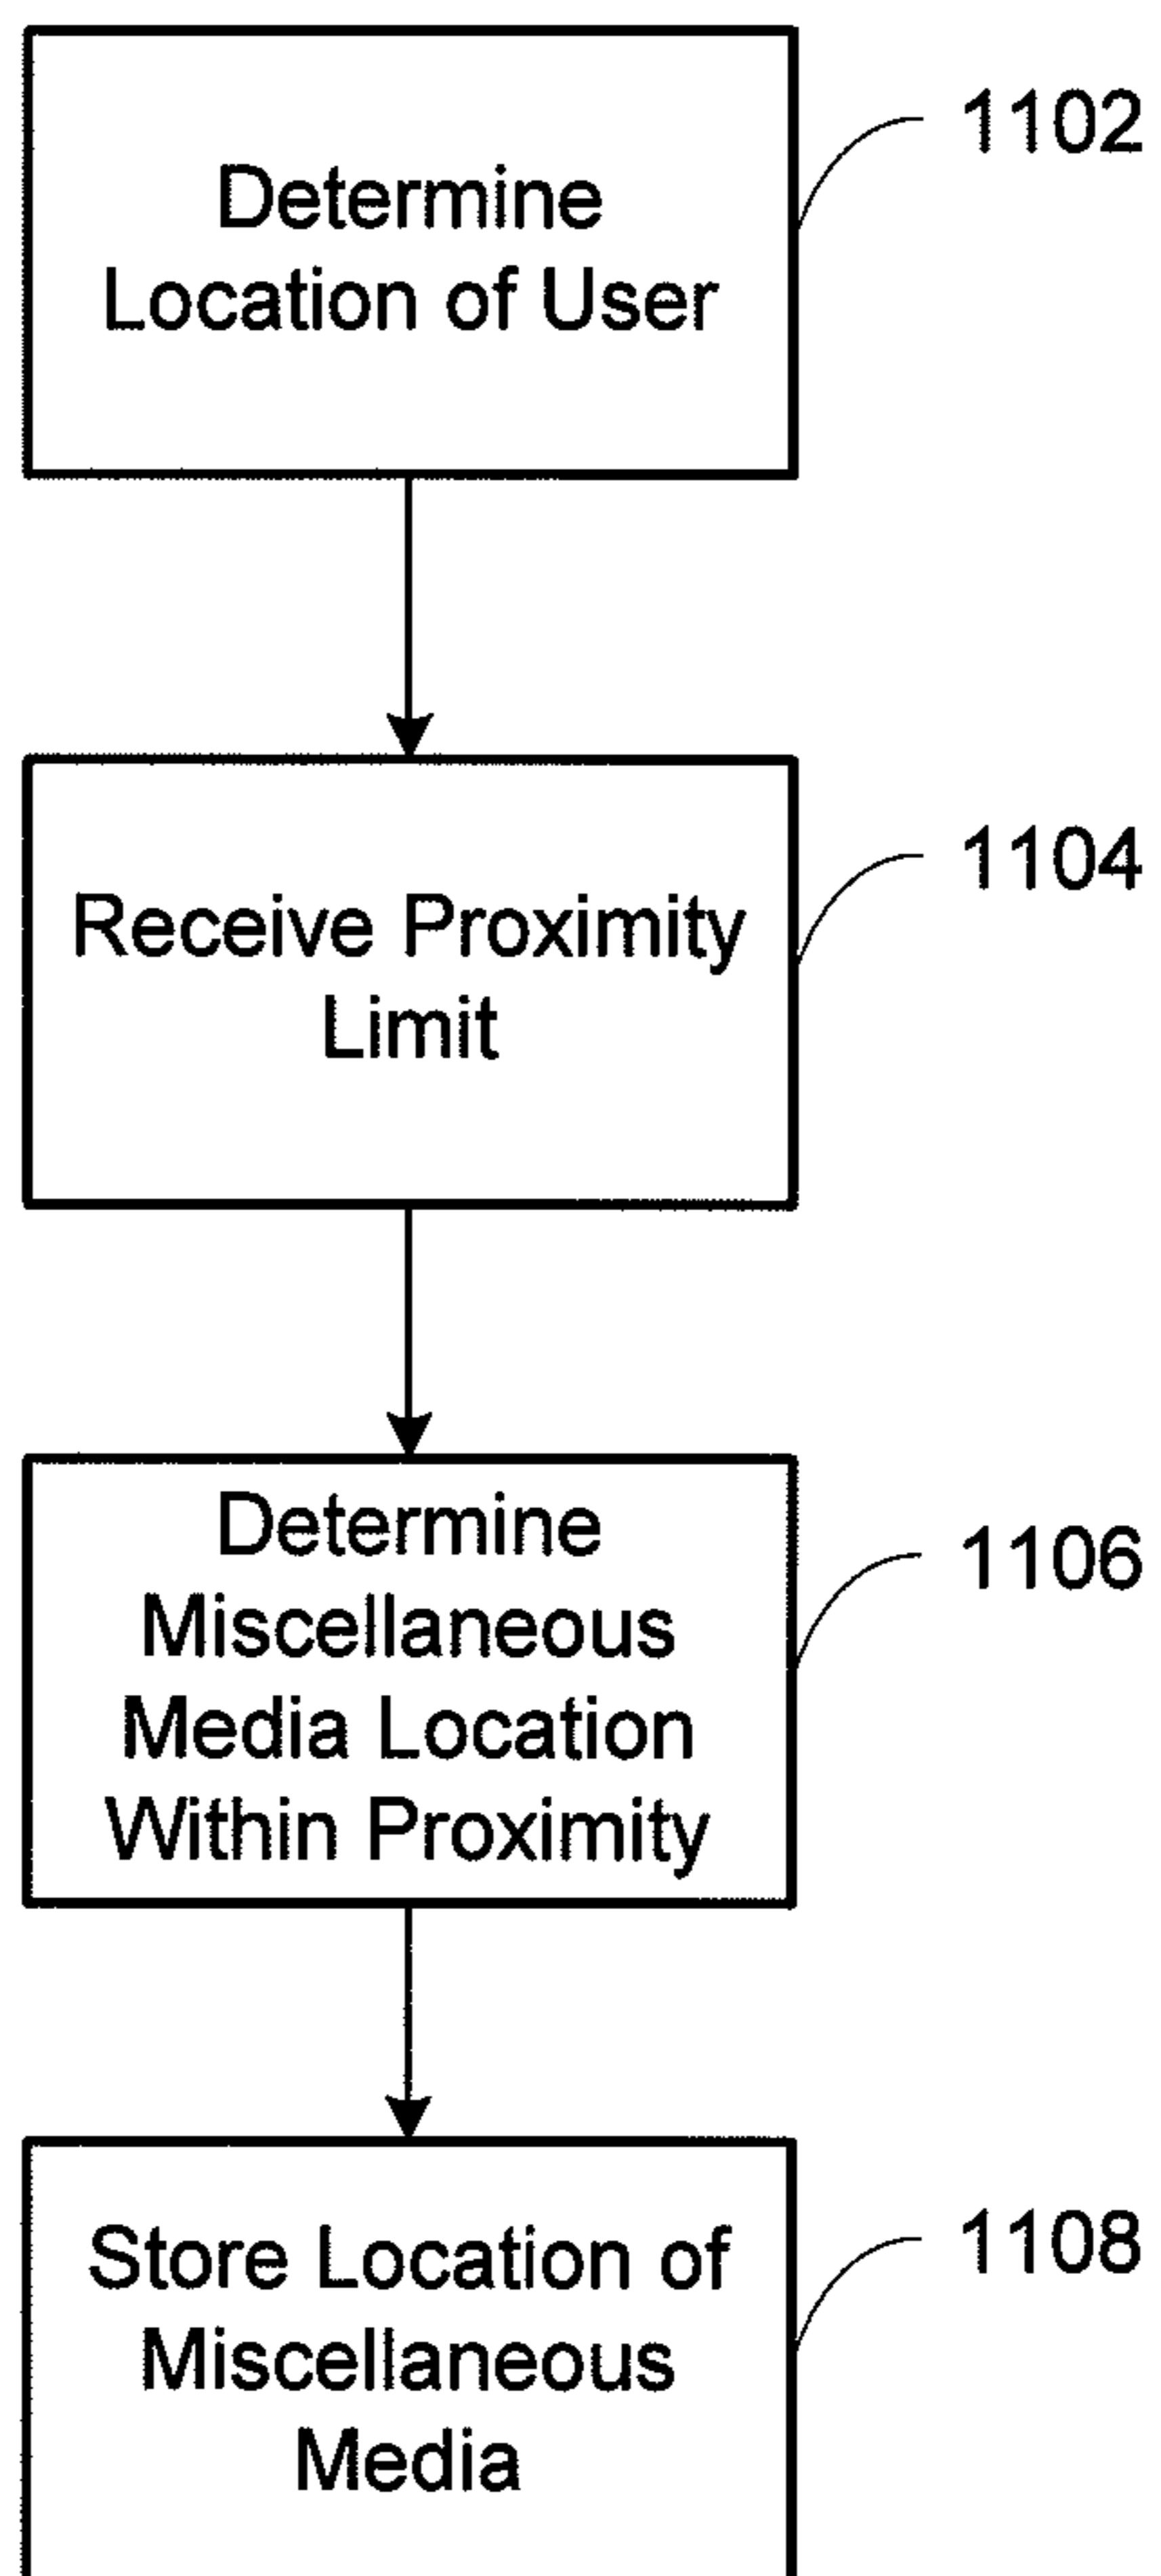 Determine
Location of User
1102
Receive Proximity
Limit
1104
Determine
Miscellaneous
Media Location
Within Proximity
1106
Store Location of
Miscellaneous
Media
1108